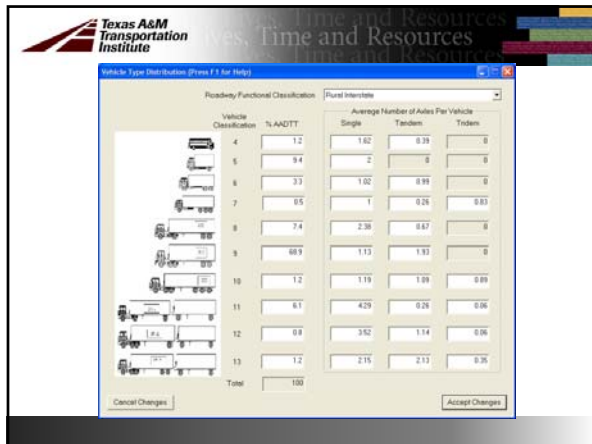 Texas A&M
Transportation
Institute
Time and Resources
Vehicle Type Distribution (Press F1 for Help)
Roadway Functional Classification Rural Interstate
Average Number of Axles Per Vehicle
Vehicle Classification % AADTT Single Tandem Tridem
4 1.2 1.62 0.39 0
5 9.4 2 0 0
6 3.3 1.02 0.99 0
7 0.5 1 0.26 0.83
8 7.4 2.38 0.67 0
9 68.9 1.13 1.93 0
10 1.2 1.19 1.09 0.89
11 6.1 4.29 0.26 0.06
12 0.8 3.52 1.14 0.06
13 1.2 2.15 2.13 0.35
Total 100
Cancel Changes Accept Changes